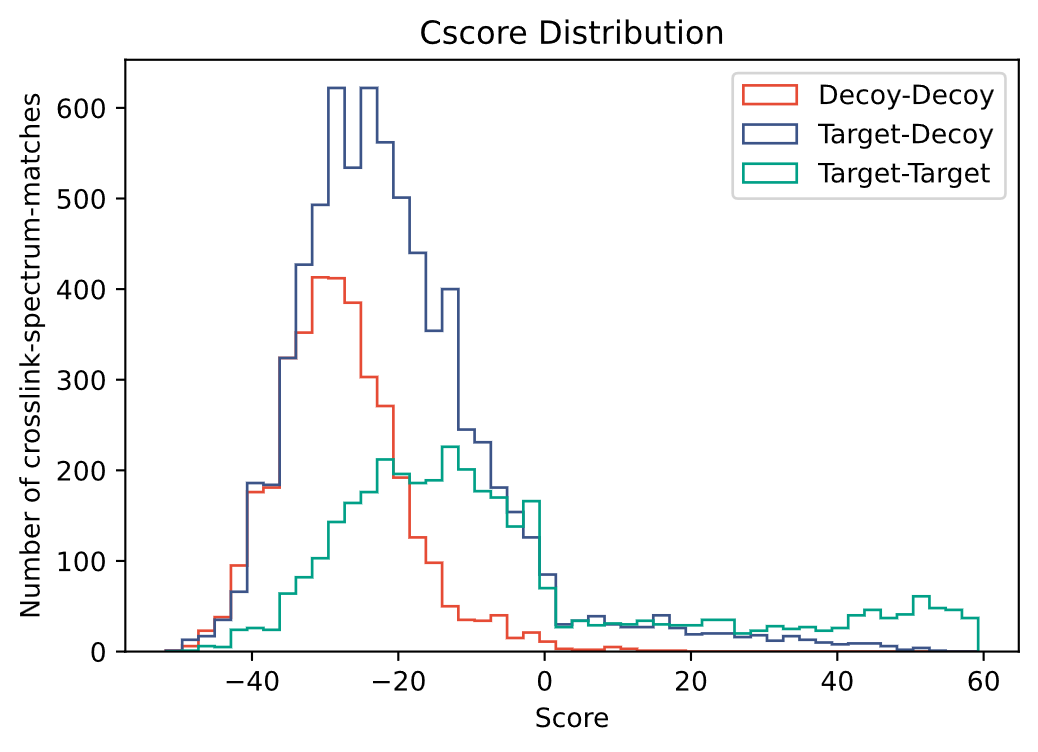 Cscore Distribution
Number of crosslink-spectrum-matches
600
500
400
300
200
100
0
Decoy-Decoy
Target-Decoy
Target-Target
−40 −20 0 20 40 60
Score